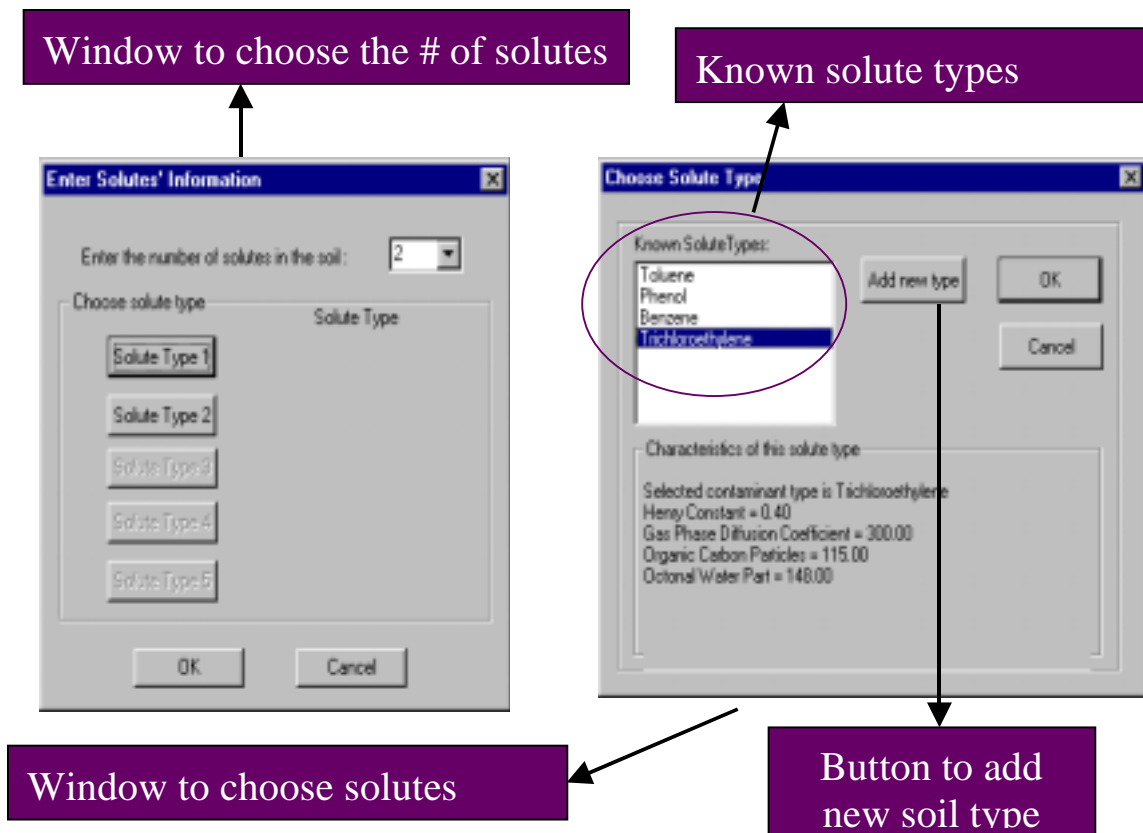 Window to choose the # of solutes
Known solute types
Enter Solutes' Information
Enter the number of solutes in the soil :
2
Choose solute type
Solute Type
Solute Type 1
Solute Type 2
Solute Type 3
Solute Type 4
Solute Type 5
OK
Cancel
Choose Solute Type
Known SoluteTypes:
Toluene
Phenol
Benzene
Trichloroethylene
Add new type
OK
Cancel
Characteristics of this solute type
Selected contaminant type is Trichloroethylene
Henry Constant = 0.40
Gas Phase Diffusion Coefficient = 300.00
Organic Carbon Particles = 115.00
Octonal Water Part = 148.00
Window to choose solutes
Button to add
new soil type